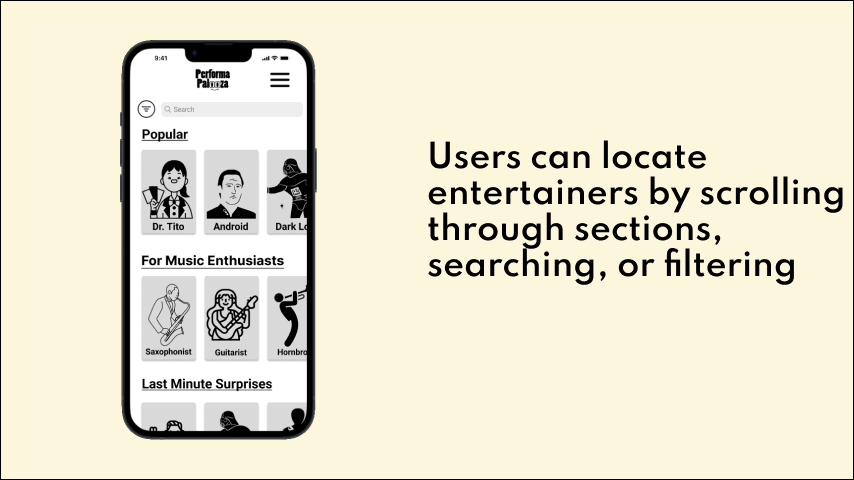 9:41
Performa
Palooza
Search
Popular
Dr. Tito
Android
Dark Lo
For Music Enthusiasts
Saxophonist
Guitarist
Hornbro
Last Minute Surprises
Users can locate
entertainers by scrolling
through sections,
searching, or filtering